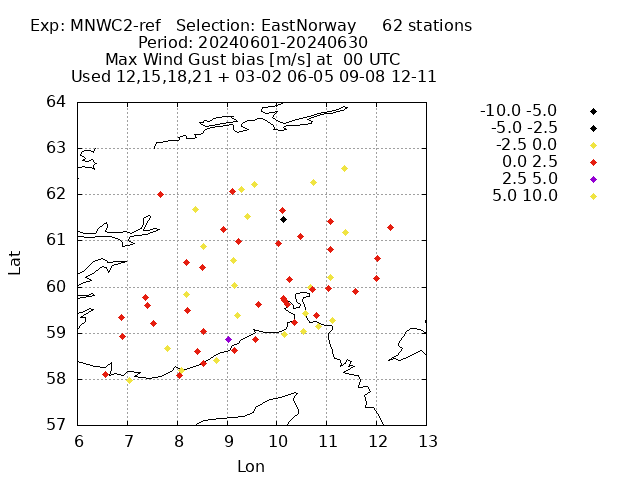 Exp: MNWC2-ref   Selection: EastNorway     62 stations
Period: 20240601-20240630
Max Wind Gust bias [m/s] at  00 UTC
Used 12,15,18,21 + 03-02 06-05 09-08 12-11
-10.0 -5.0
-5.0 -2.5
-2.5 0.0
0.0 2.5
2.5 5.0
5.0 10.0
64
63
62
61
60
59
58
57
Lat
6 7 8 9 10 11 12 13
Lon